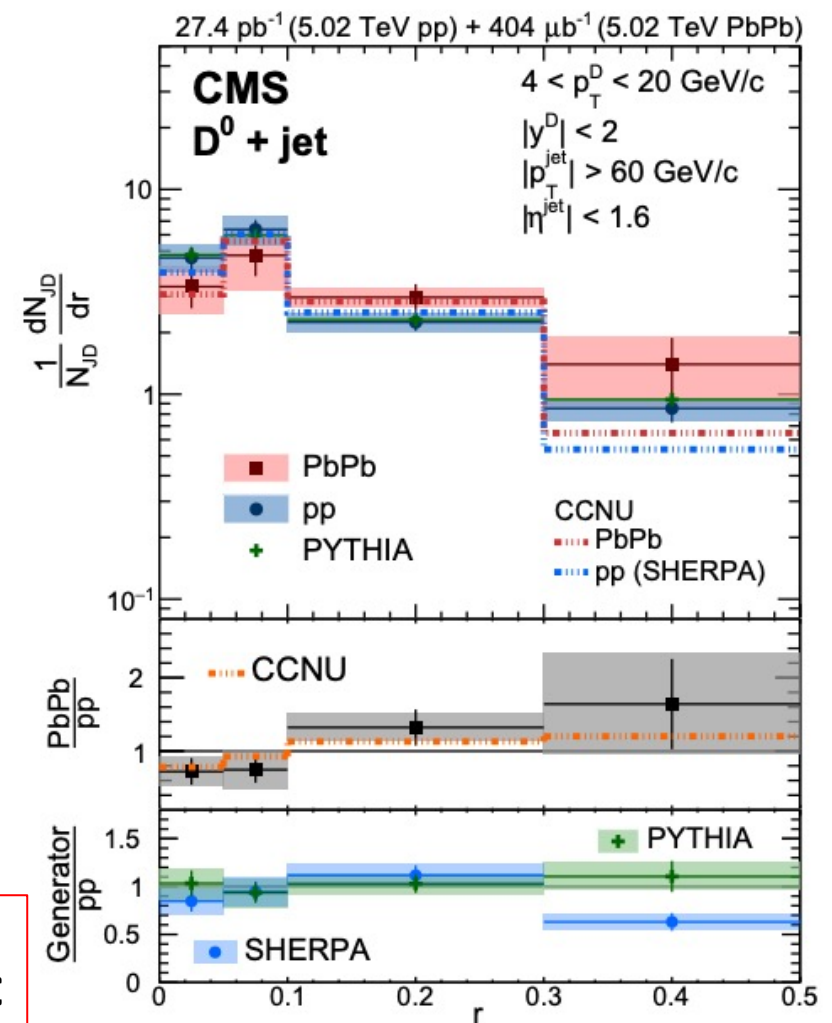 27.4 pb⁻¹ (5.02 TeV pp) + 404 μb⁻¹ (5.02 TeV PbPb)
CMS
D⁰ + jet
4 < p_T^D < 20 GeV/c
|y^D| < 2
|p_T^jet| > 60 GeV/c
|η^jet| < 1.6
1/N_JD dN_JD/dr
10
1
10⁻¹
PbPb
pp
PYTHIA
CCNU
PbPb
pp (SHERPA)
PbPb/pp
2
1
CCNU
Generator/pp
1.5
1
0.5
0
PYTHIA
SHERPA
0 0.1 0.2 0.3 0.4 0.5
r